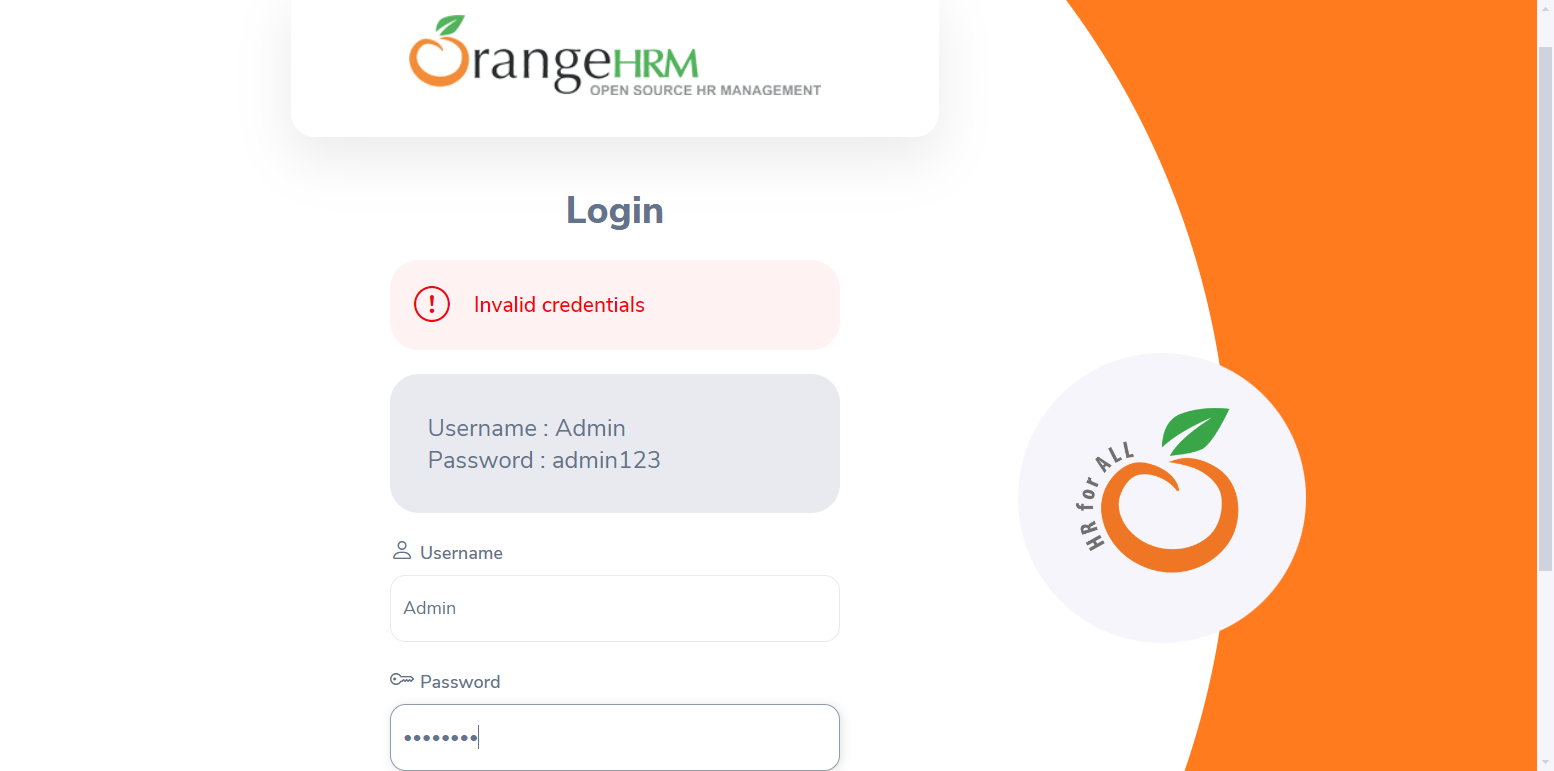 OrangeHRM
OPEN SOURCE HR MANAGEMENT
Login
Invalid credentials
Username : Admin
Password : admin123
Username
Admin
Password
••••••••
HR for ALL